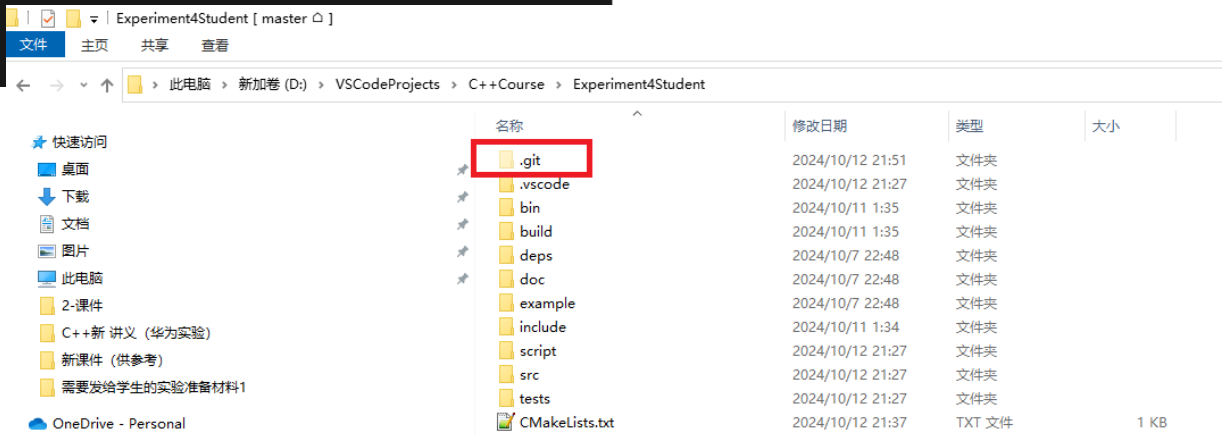 Experiment4Student [ master ⌂ ]
文件 主页 共享 查看
此电脑 › 新加卷 (D:) › VSCodeProjects › C++Course › Experiment4Student
名称 修改日期 类型 大小
快速访问
桌面
下载
文档
图片
此电脑
2-课件
C++新 讲义（华为实验）
新课件（供参考）
需要发给学生的实验准备材料1
OneDrive - Personal
.git 2024/10/12 21:51 文件夹
.vscode 2024/10/12 21:27 文件夹
bin 2024/10/11 1:35 文件夹
build 2024/10/11 1:35 文件夹
deps 2024/10/7 22:48 文件夹
doc 2024/10/7 22:48 文件夹
example 2024/10/7 22:48 文件夹
include 2024/10/11 1:34 文件夹
script 2024/10/12 21:27 文件夹
src 2024/10/12 21:27 文件夹
tests 2024/10/12 21:27 文件夹
CMakeLists.txt 2024/10/12 21:37 TXT 文件 1 KB